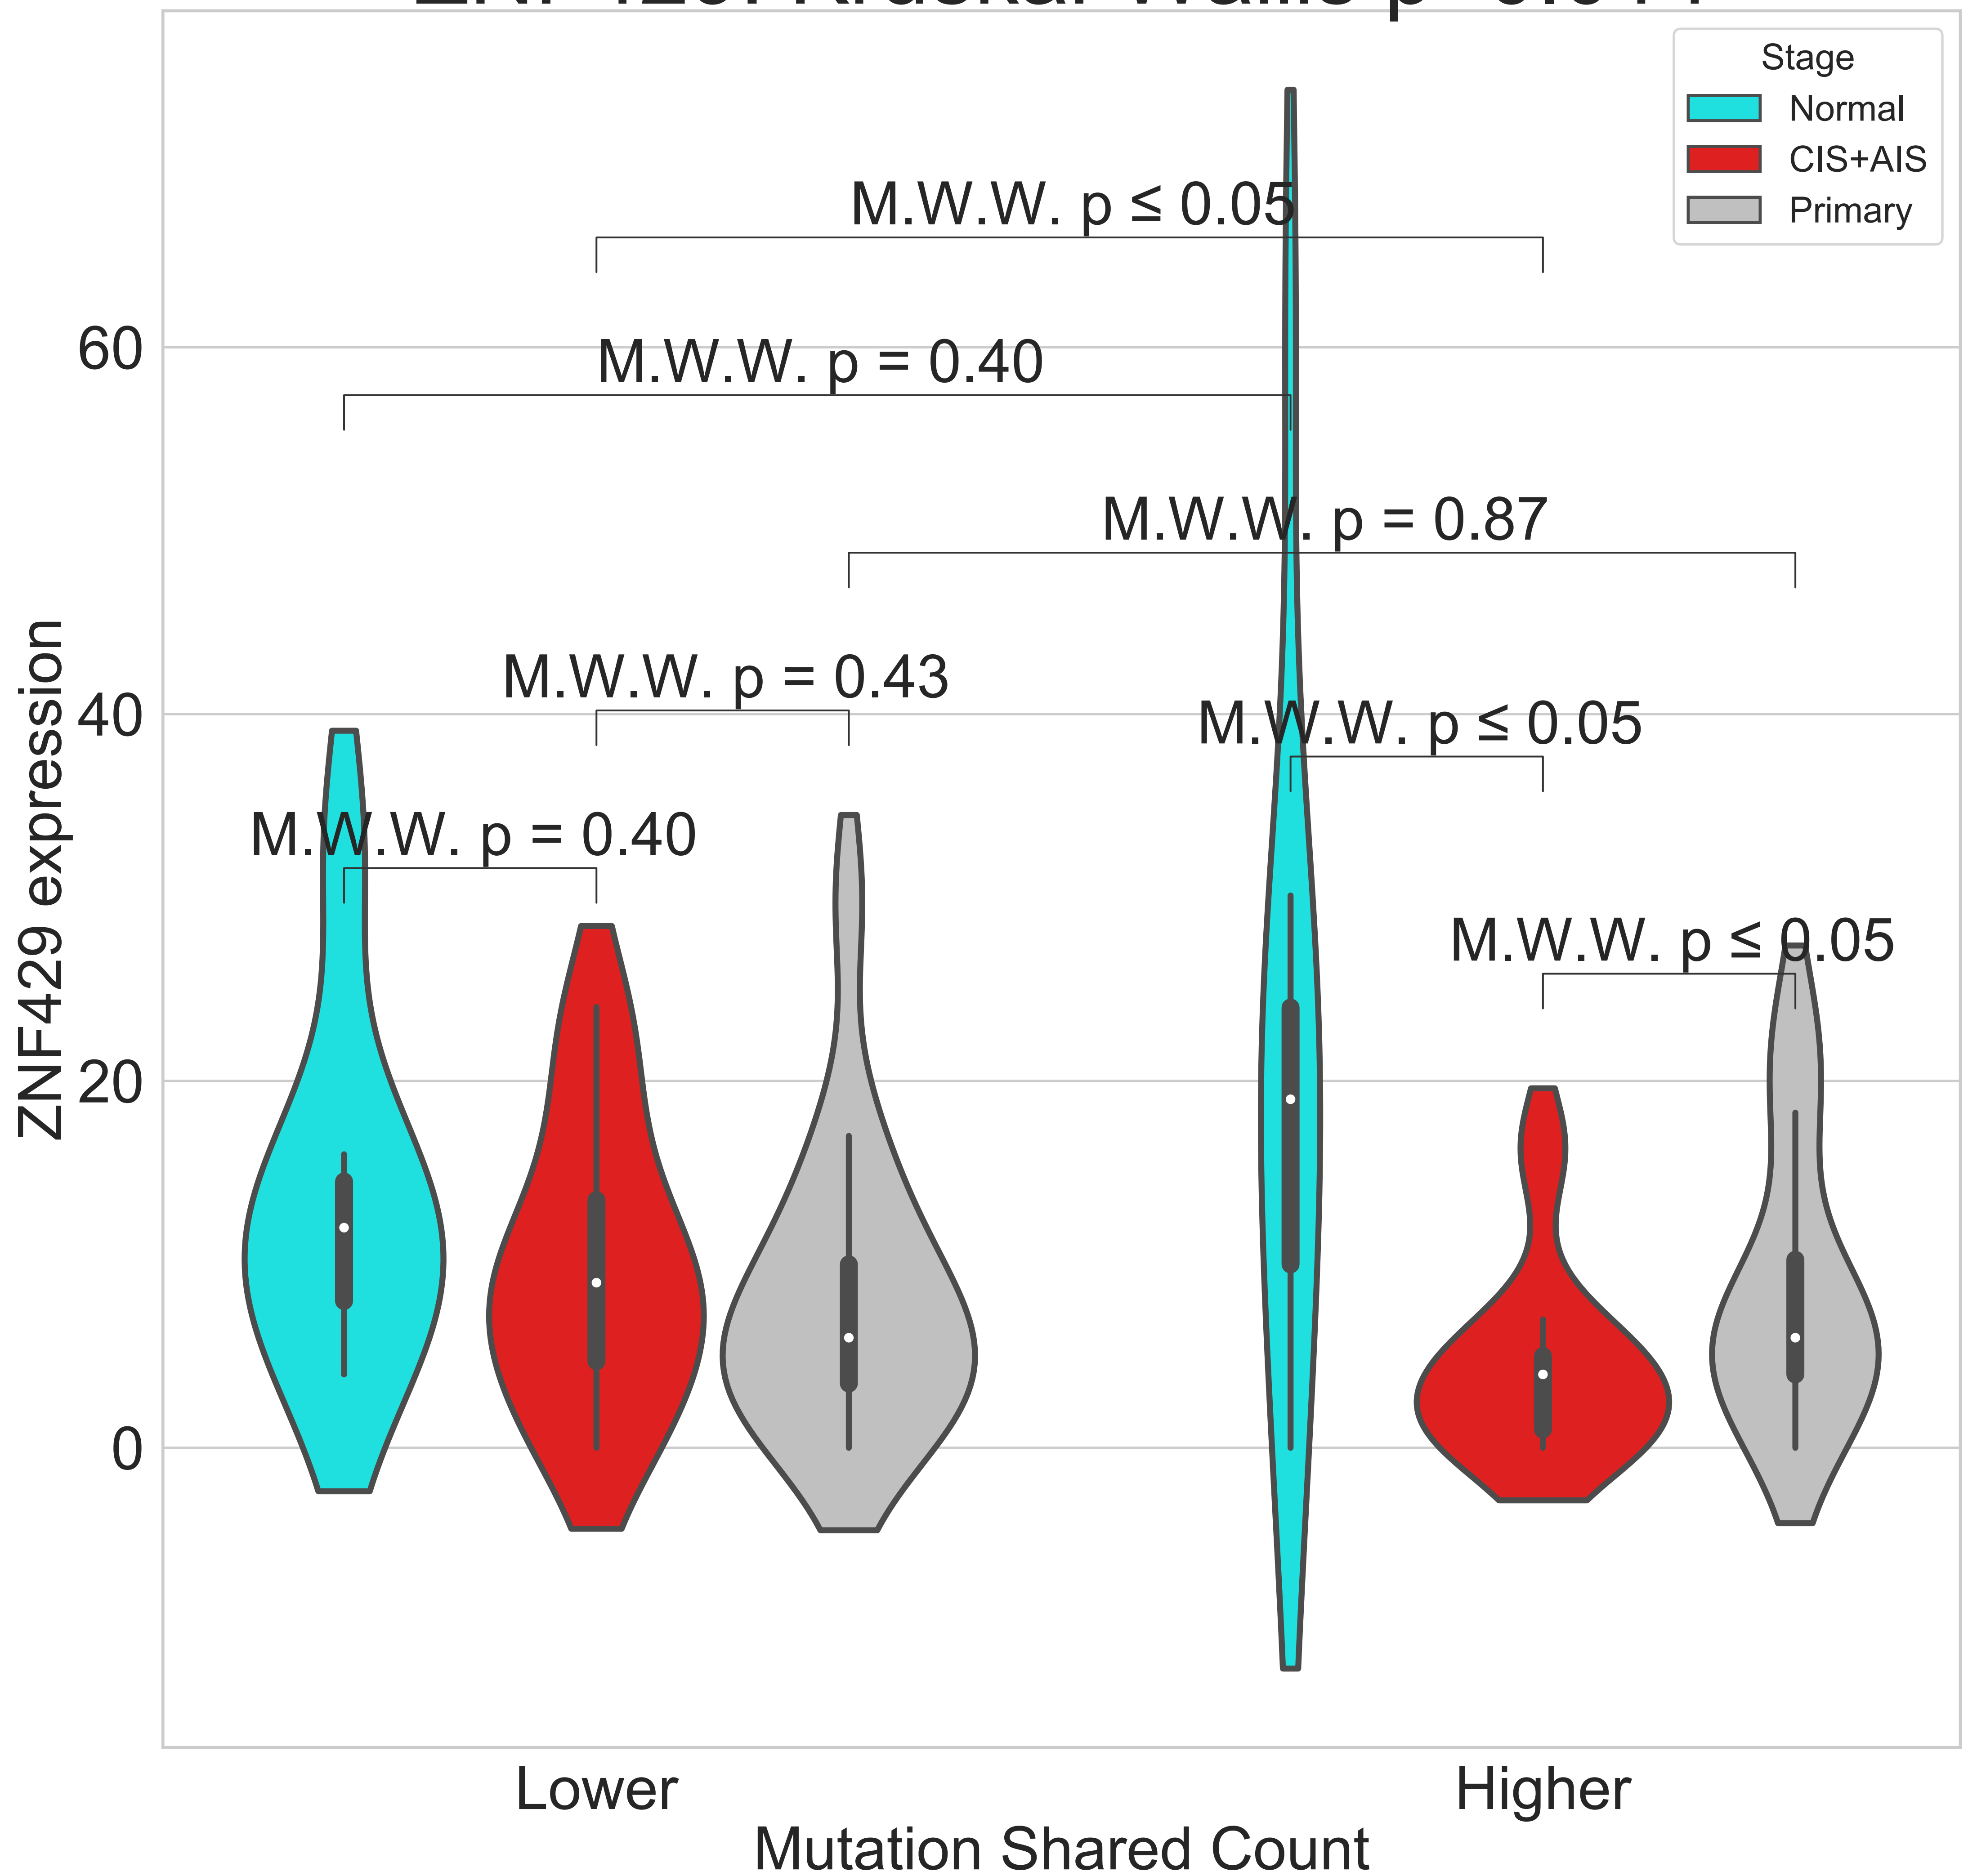 Stage
Normal
CIS+AIS
Primary
M.W.W. p ≤ 0.05
60
M.W.W. p = 0.40
M.W.W. p = 0.87
M.W.W. p = 0.43
40
M.W.W. p ≤ 0.05
M.W.W. p = 0.40
M.W.W. p ≤ 0.05
ZNF429 expression
20
0
Lower
Higher
Mutation Shared Count